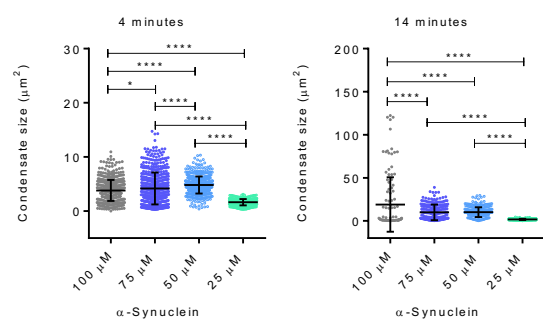 4 minutes
14 minutes
Condensate size (μm²)
30
20
10
0
****
****
*
****
****
****
100 μM
75 μM
50 μM
25 μM
α-Synuclein
Condensate size (μm²)
200
150
100
50
0
****
****
****
****
****
100 μM
75 μM
50 μM
25 μM
α-Synuclein